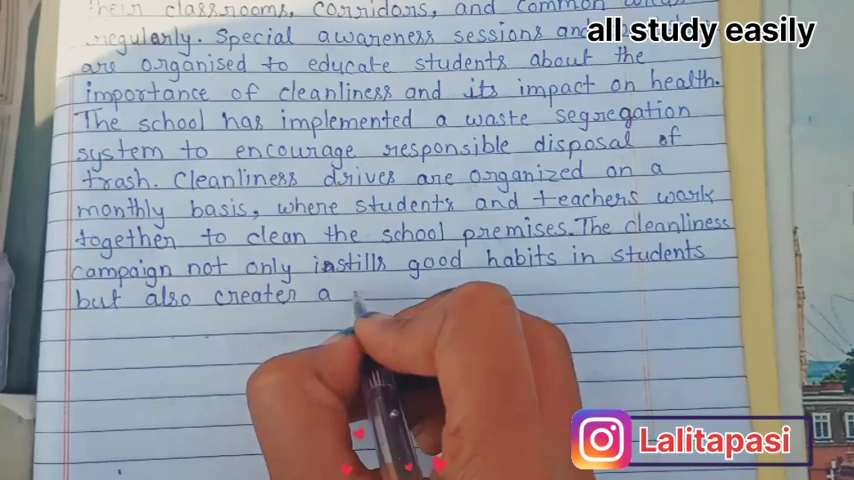 their classrooms, corridors, and common areas
regularly. Special awareness sessions and
all study easily
are organised to educate students about the
importance of cleanliness and its impact on health.
The school has implemented a waste segregation
system to encourage responsible disposal of
trash. Cleanliness drives are organized on a
monthly basis, where students and teachers work
together to clean the school premises. The cleanliness
campaign not only instills good habits in students
but also creater a
Lalitapasi